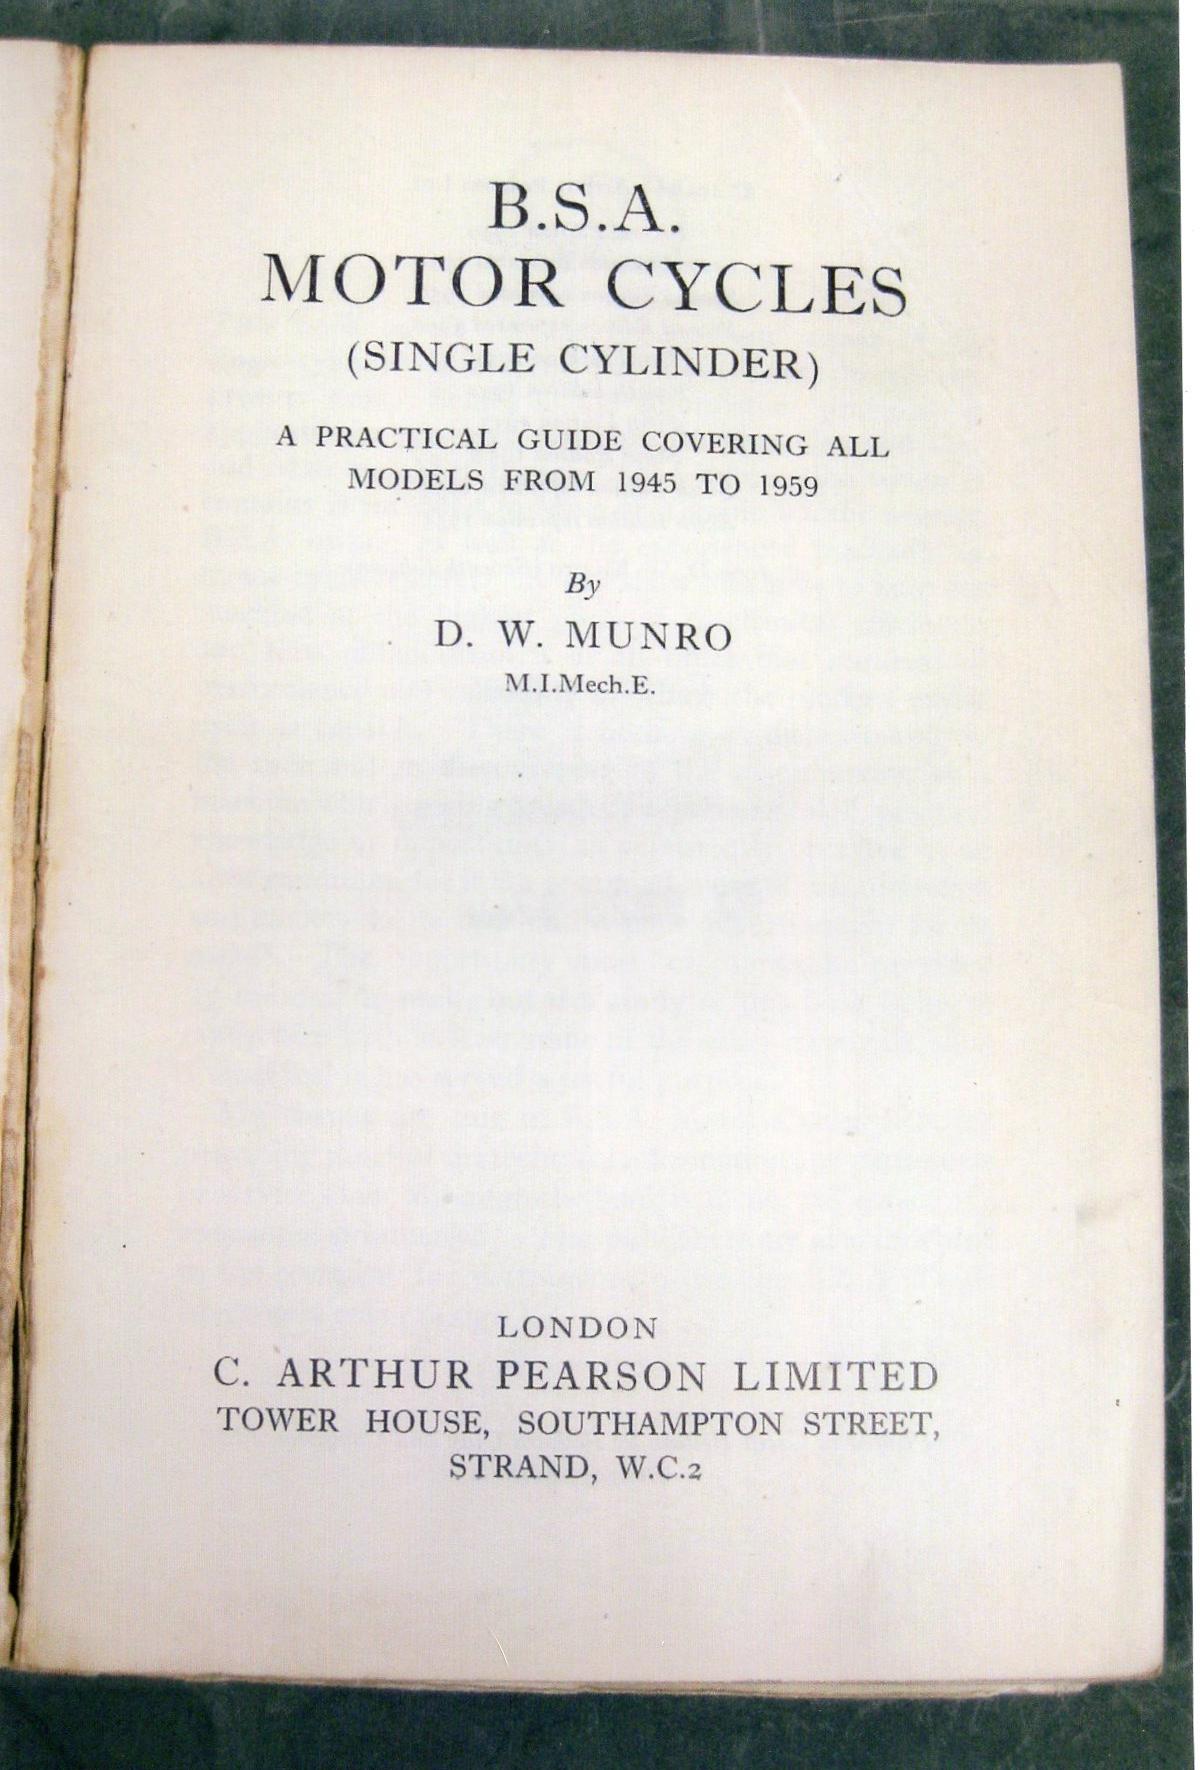 B.S.A.
MOTOR CYCLES
(SINGLE CYLINDER)
A PRACTICAL GUIDE COVERING ALL
MODELS FROM 1945 TO 1959
By
D. W. MUNRO
M.I.Mech.E.
LONDON
C. ARTHUR PEARSON LIMITED
TOWER HOUSE, SOUTHAMPTON STREET,
STRAND, W.C.2